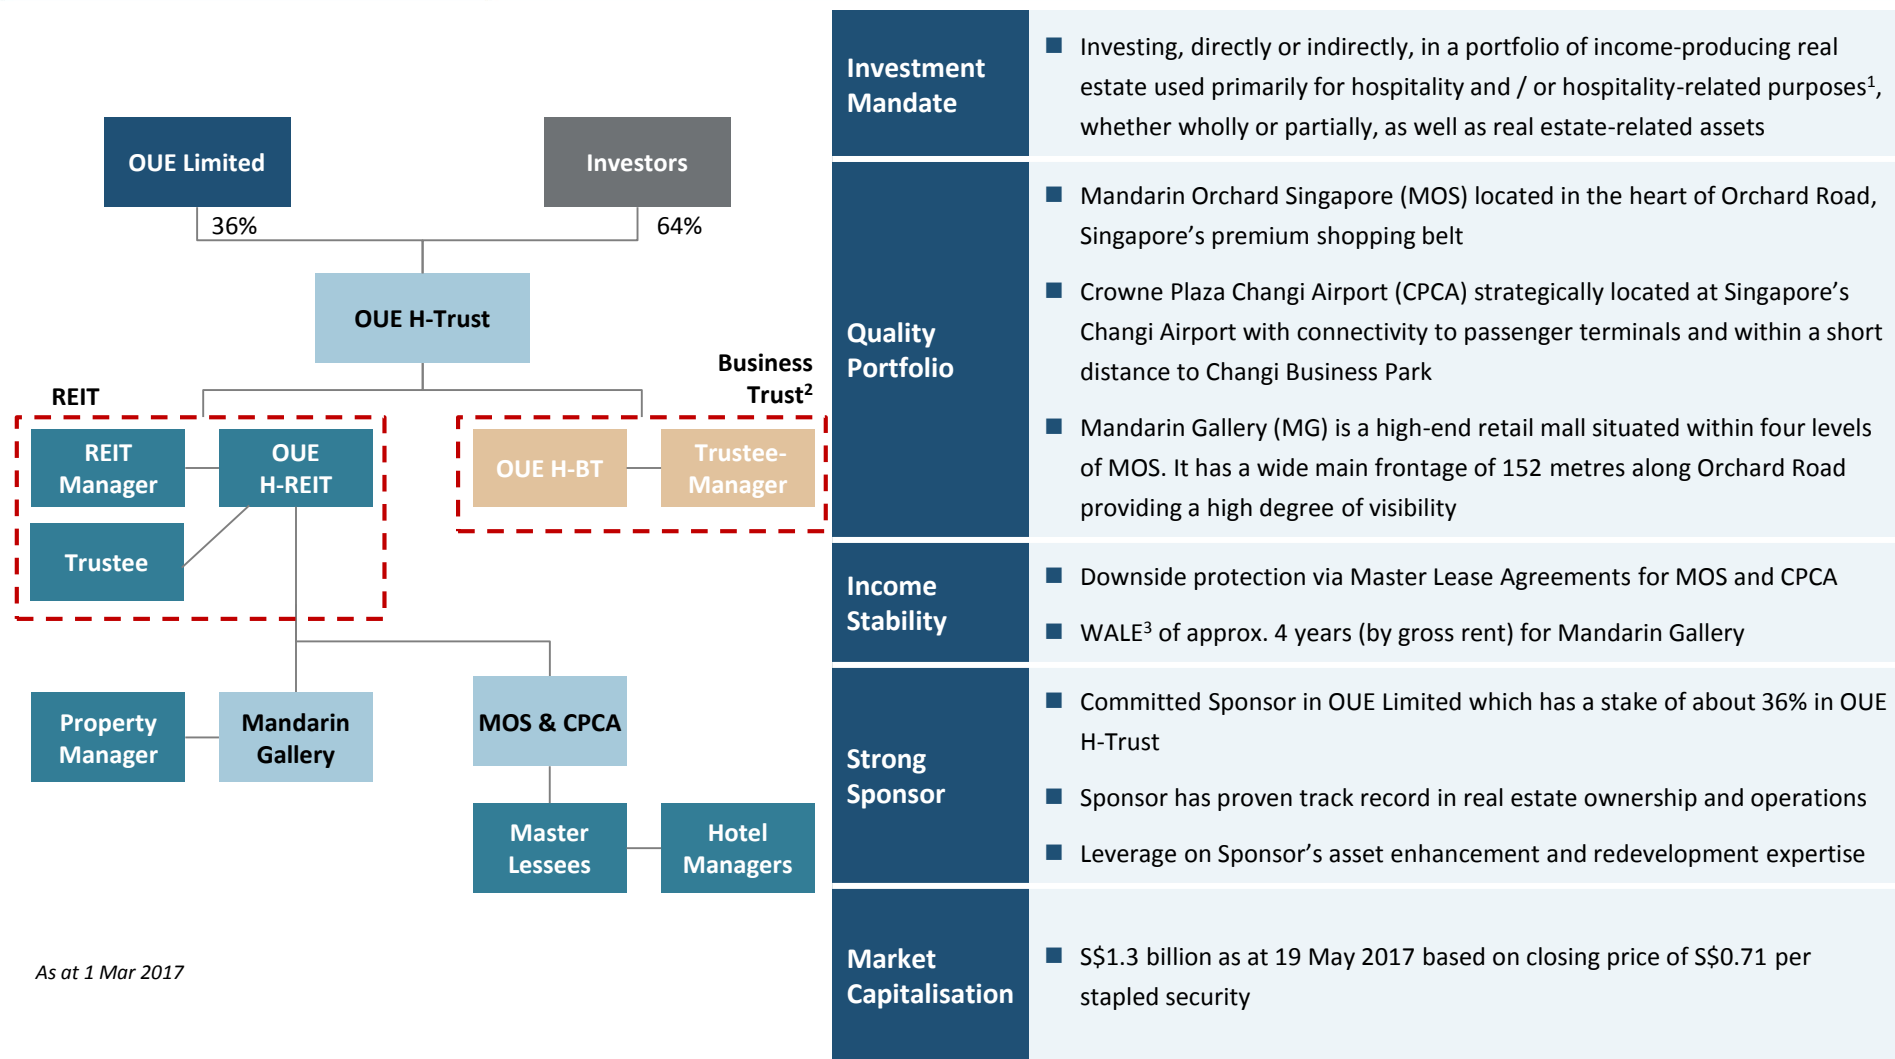 OUE Limited
Investors
36%
64%
OUE H-Trust
REIT
Business
Trust²
REIT
Manager
OUE
H-REIT
OUE H-BT
Trustee-
Manager
Trustee
Property
Manager
Mandarin
Gallery
MOS & CPCA
Master
Lessees
Hotel
Managers
As at 1 Mar 2017
Investment
Mandate
■ Investing, directly or indirectly, in a portfolio of income-producing real
estate used primarily for hospitality and / or hospitality-related purposes¹,
whether wholly or partially, as well as real estate-related assets
Quality
Portfolio
■ Mandarin Orchard Singapore (MOS) located in the heart of Orchard Road,
Singapore’s premium shopping belt
■ Crowne Plaza Changi Airport (CPCA) strategically located at Singapore’s
Changi Airport with connectivity to passenger terminals and within a short
distance to Changi Business Park
■ Mandarin Gallery (MG) is a high-end retail mall situated within four levels
of MOS. It has a wide main frontage of 152 metres along Orchard Road
providing a high degree of visibility
Income
Stability
■ Downside protection via Master Lease Agreements for MOS and CPCA
■ WALE³ of approx. 4 years (by gross rent) for Mandarin Gallery
Strong
Sponsor
■ Committed Sponsor in OUE Limited which has a stake of about 36% in OUE
H-Trust
■ Sponsor has proven track record in real estate ownership and operations
■ Leverage on Sponsor’s asset enhancement and redevelopment expertise
Market
Capitalisation
■ S$1.3 billion as at 19 May 2017 based on closing price of S$0.71 per
stapled security